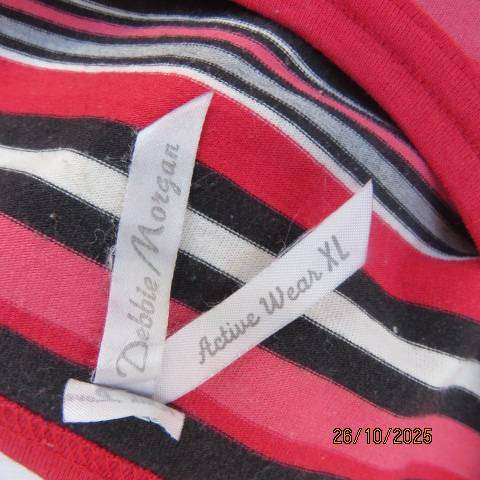 Debbie Morgan
Active Wear XL
26/10/2025